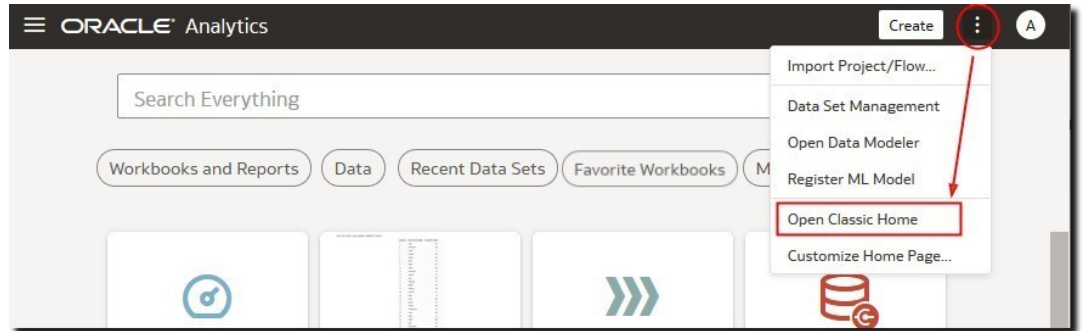 ORACLE Analytics
Create
A
Import Project/Flow...
Search Everything
Data Set Management
Open Data Modeler
Workbooks and Reports
Data
Recent Data Sets
Favorite Workbooks
M
Register ML Model
Open Classic Home
Customize Home Page...